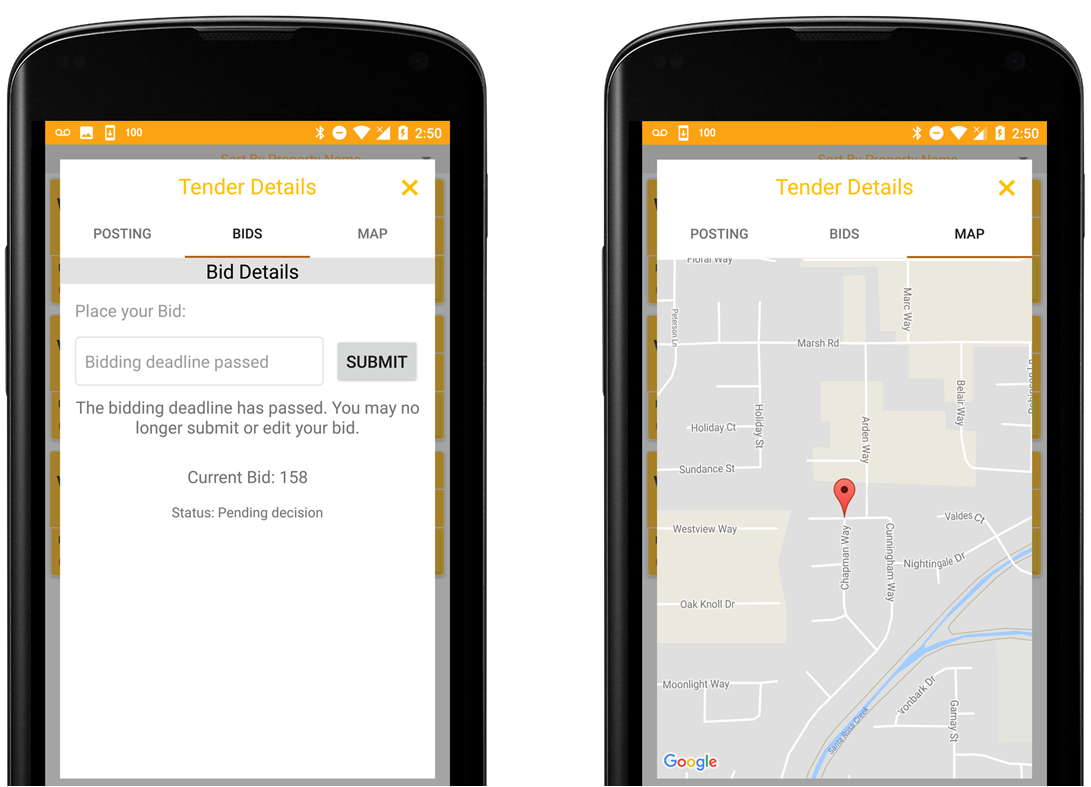 100
2:50
Sort By Property Name
Tender Details
POSTING
BIDS
MAP
Bid Details
Place your Bid:
Bidding deadline passed
SUBMIT
The bidding deadline has passed. You may no
longer submit or edit your bid.
Current Bid: 158
Status: Pending decision
100
2:50
Sort By Property Name
Tender Details
POSTING
BIDS
MAP
Floral Way
Marc Way
Peterson Ln
Marsh Rd
Belair Way
Holiday St
Arden Way
Holiday Ct
Sundance St
Westview Way
Valdes Ct
Chapman Way
Cunningham Way
Nightingale Dr
Oak Knoll Dr
Moonlight Way
Ironbark Dr
Gamay St
Santa Rosa Creek
Google